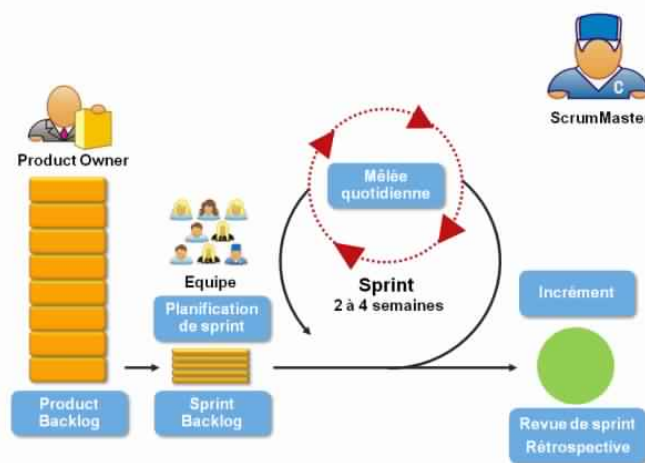 Product Owner
Product
Backlog
Equipe
Planification
de sprint
Sprint
Backlog
Mêlée
quotidienne
Sprint
2 à 4 semaines
C
ScrumMaster
Incrément
Revue de sprint
Rétrospective